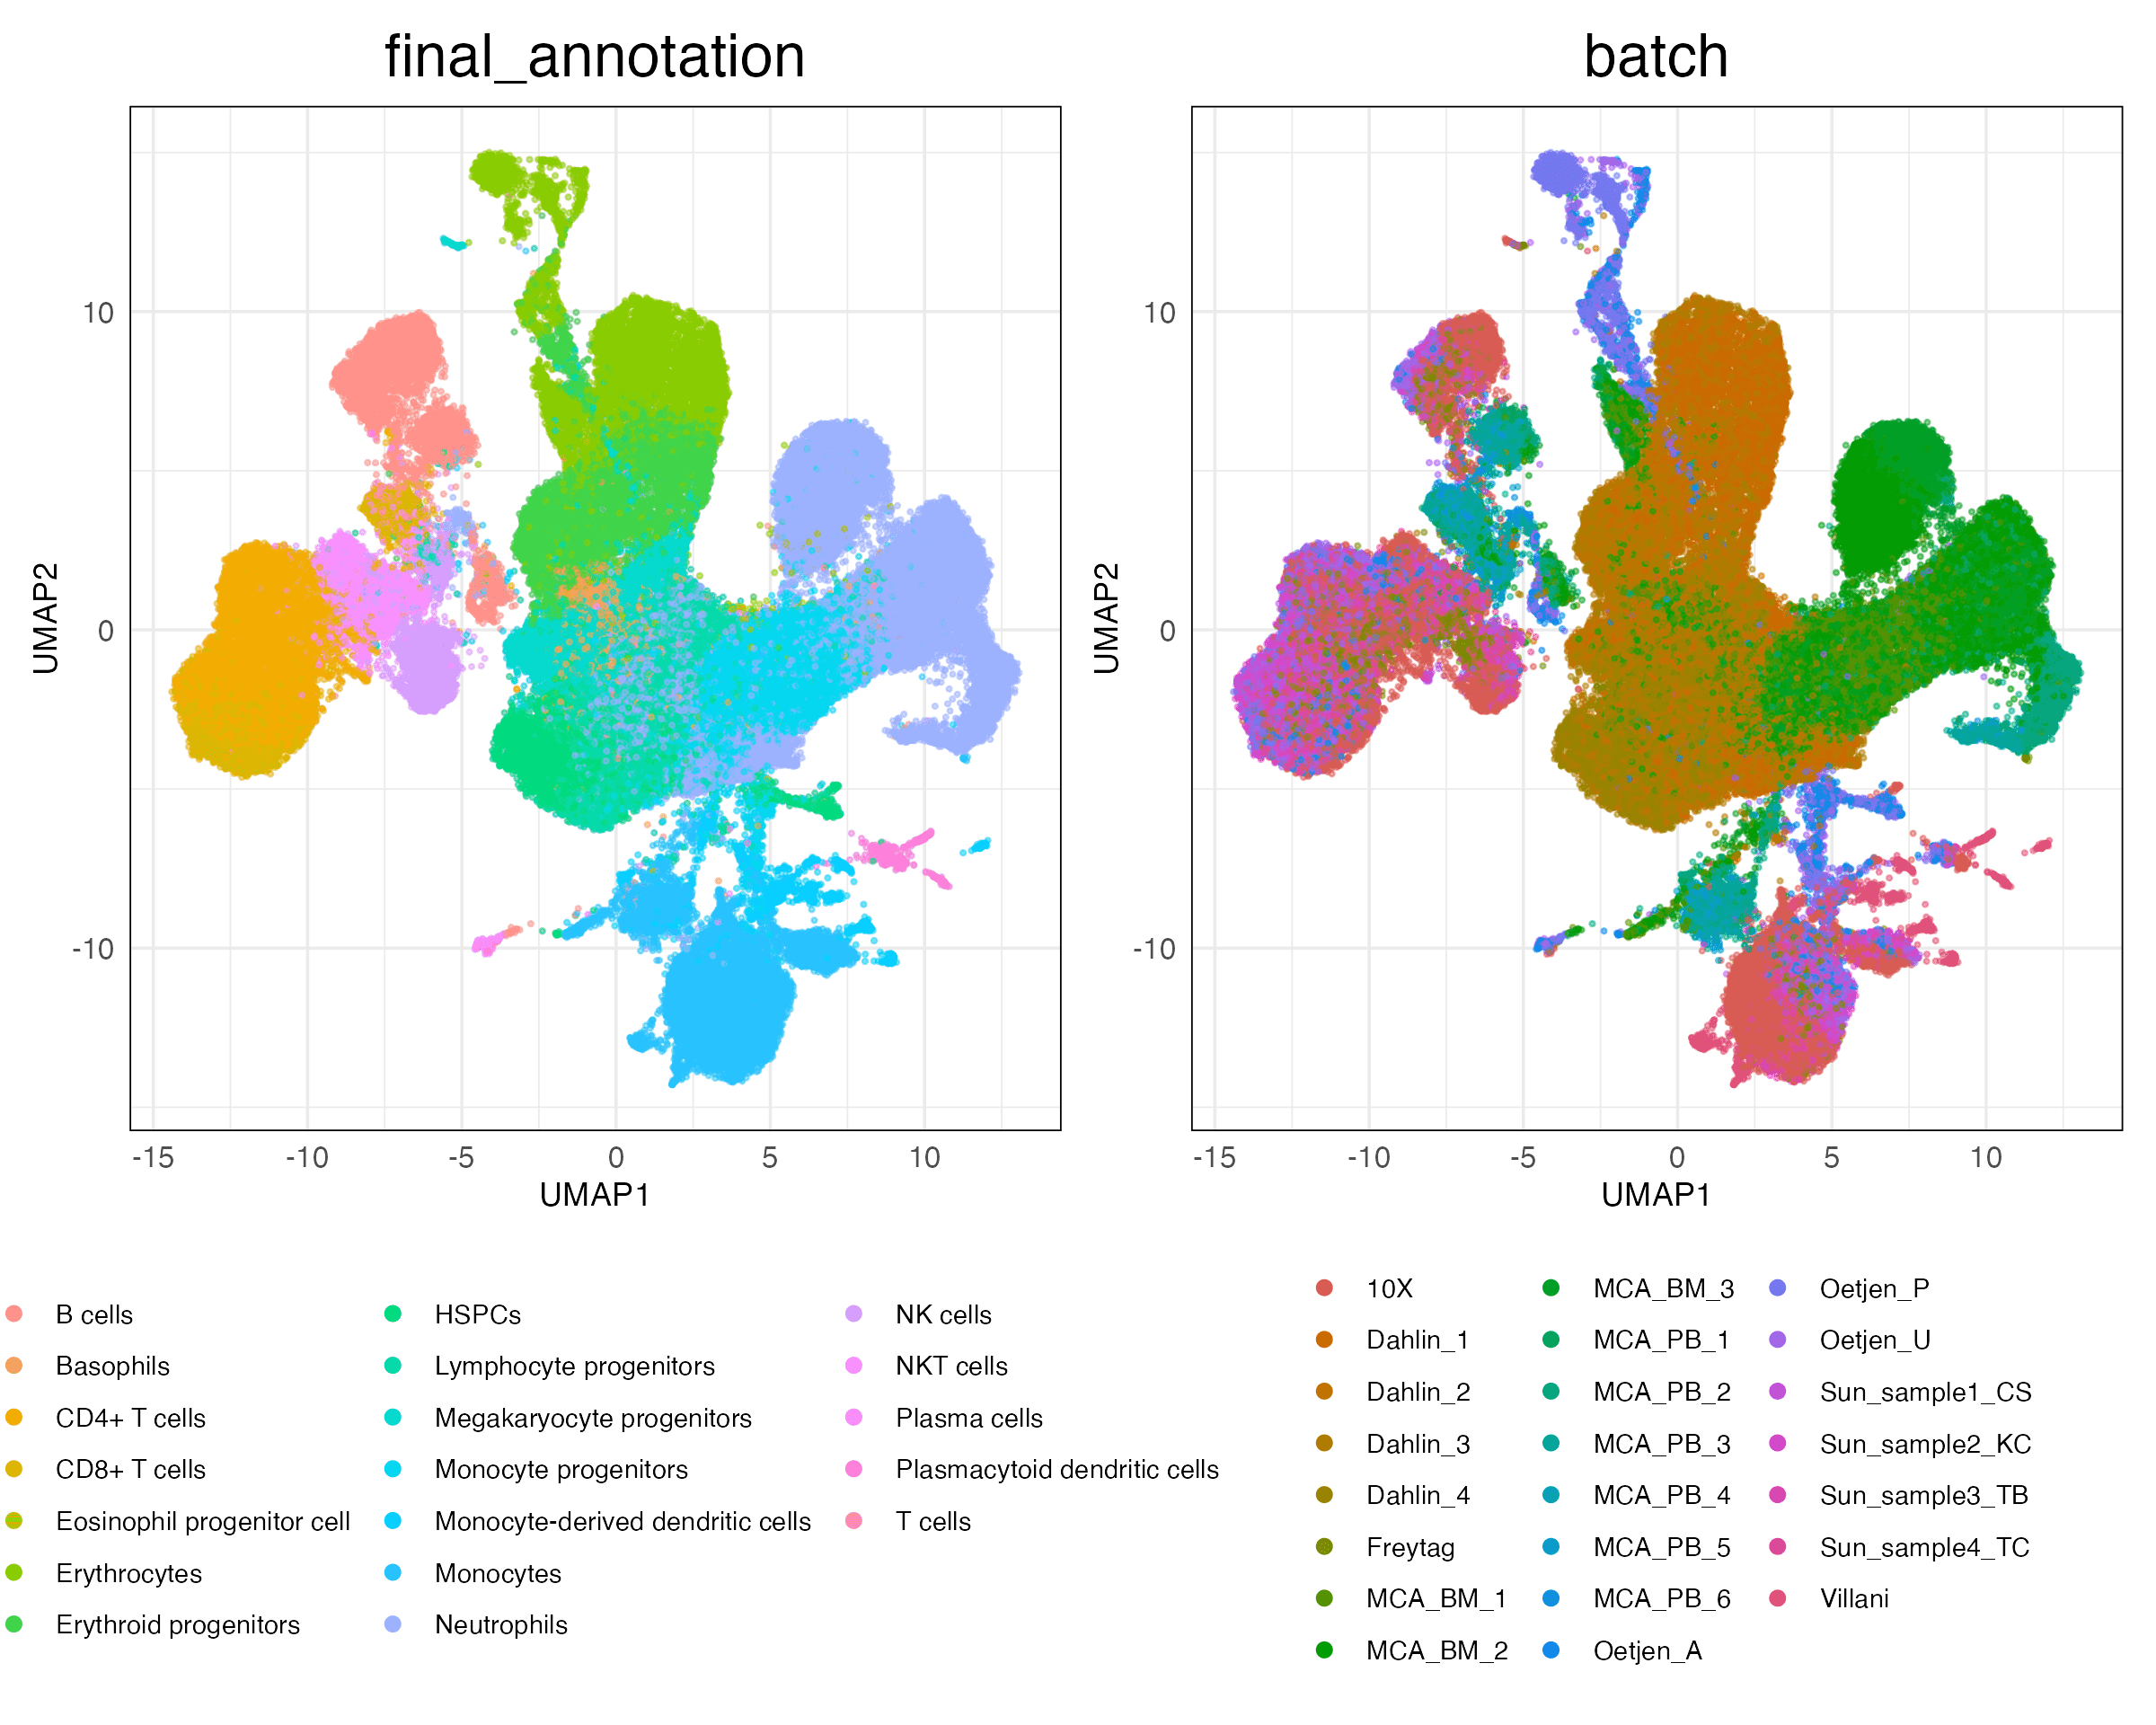 final_annotation
batch
10
0
-10
UMAP2
-15 -10 -5 0 5 10
UMAP1
10
0
-10
UMAP2
-15 -10 -5 0 5 10
UMAP1
B cells
Basophils
CD4+ T cells
CD8+ T cells
Eosinophil progenitor cell
Erythrocytes
Erythroid progenitors
HSPCs
Lymphocyte progenitors
Megakaryocyte progenitors
Monocyte progenitors
Monocyte-derived dendritic cells
Monocytes
Neutrophils
NK cells
NKT cells
Plasma cells
Plasmacytoid dendritic cells
T cells
10X
Dahlin_1
Dahlin_2
Dahlin_3
Dahlin_4
Freytag
MCA_BM_1
MCA_BM_2
MCA_BM_3
MCA_PB_1
MCA_PB_2
MCA_PB_3
MCA_PB_4
MCA_PB_5
MCA_PB_6
Oetjen_A
Oetjen_P
Oetjen_U
Sun_sample1_CS
Sun_sample2_KC
Sun_sample3_TB
Sun_sample4_TC
Villani